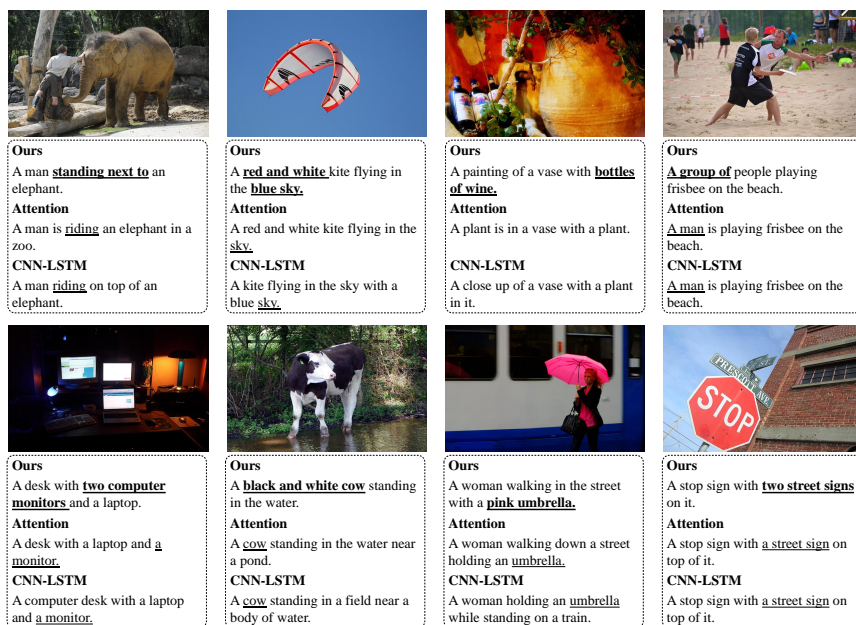 Ours
A man standing next to an
elephant.
Attention
A man is riding an elephant in a
zoo.
CNN-LSTM
A man riding on top of an
elephant.
Ours
A red and white kite flying in
the blue sky.
Attention
A red and white kite flying in the
sky.
CNN-LSTM
A kite flying in the sky with a
blue sky.
Ours
A painting of a vase with bottles
of wine.
Attention
A plant is in a vase with a plant.
CNN-LSTM
A close up of a vase with a plant
in it.
Ours
A group of people playing
frisbee on the beach.
Attention
A man is playing frisbee on the
beach.
CNN-LSTM
A man is playing frisbee on the
beach.
PRESCOTT AVE
STOP
Ours
A desk with two computer
monitors and a laptop.
Attention
A desk with a laptop and a
monitor.
CNN-LSTM
A computer desk with a laptop
and a monitor.
Ours
A black and white cow standing
in the water.
Attention
A cow standing in the water near
a pond.
CNN-LSTM
A cow standing in a field near a
body of water.
Ours
A woman walking in the street
with a pink umbrella.
Attention
A woman walking down a street
holding an umbrella.
CNN-LSTM
A woman holding an umbrella
while standing on a train.
Ours
A stop sign with two street signs
on it.
Attention
A stop sign with a street sign on
top of it.
CNN-LSTM
A stop sign with a street sign on
top of it.